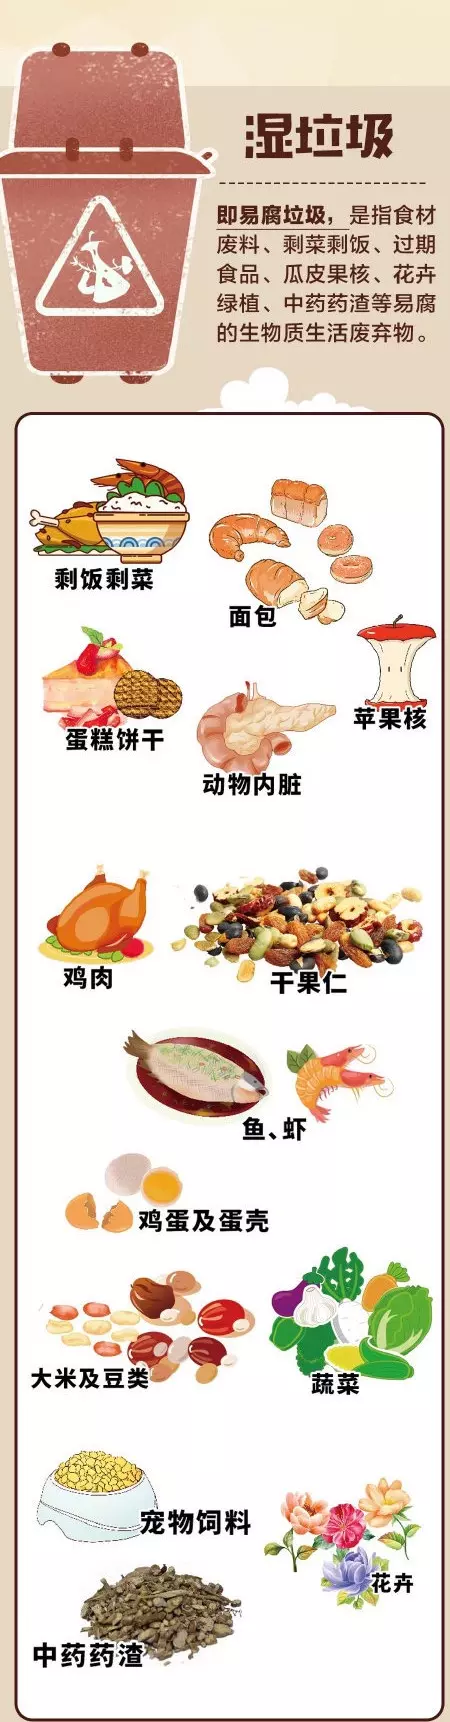 湿垃圾
即易腐垃圾，是指食材
废料、剩菜剩饭、过期
食品、瓜皮果核、花卉
绿植、中药药渣等易腐
的生物质生活废弃物。
剩饭剩菜
面包
苹果核
蛋糕饼干
动物内脏
鸡肉
干果仁
鱼、虾
鸡蛋及蛋壳
大米及豆类
蔬菜
宠物饲料
花卉
中药药渣